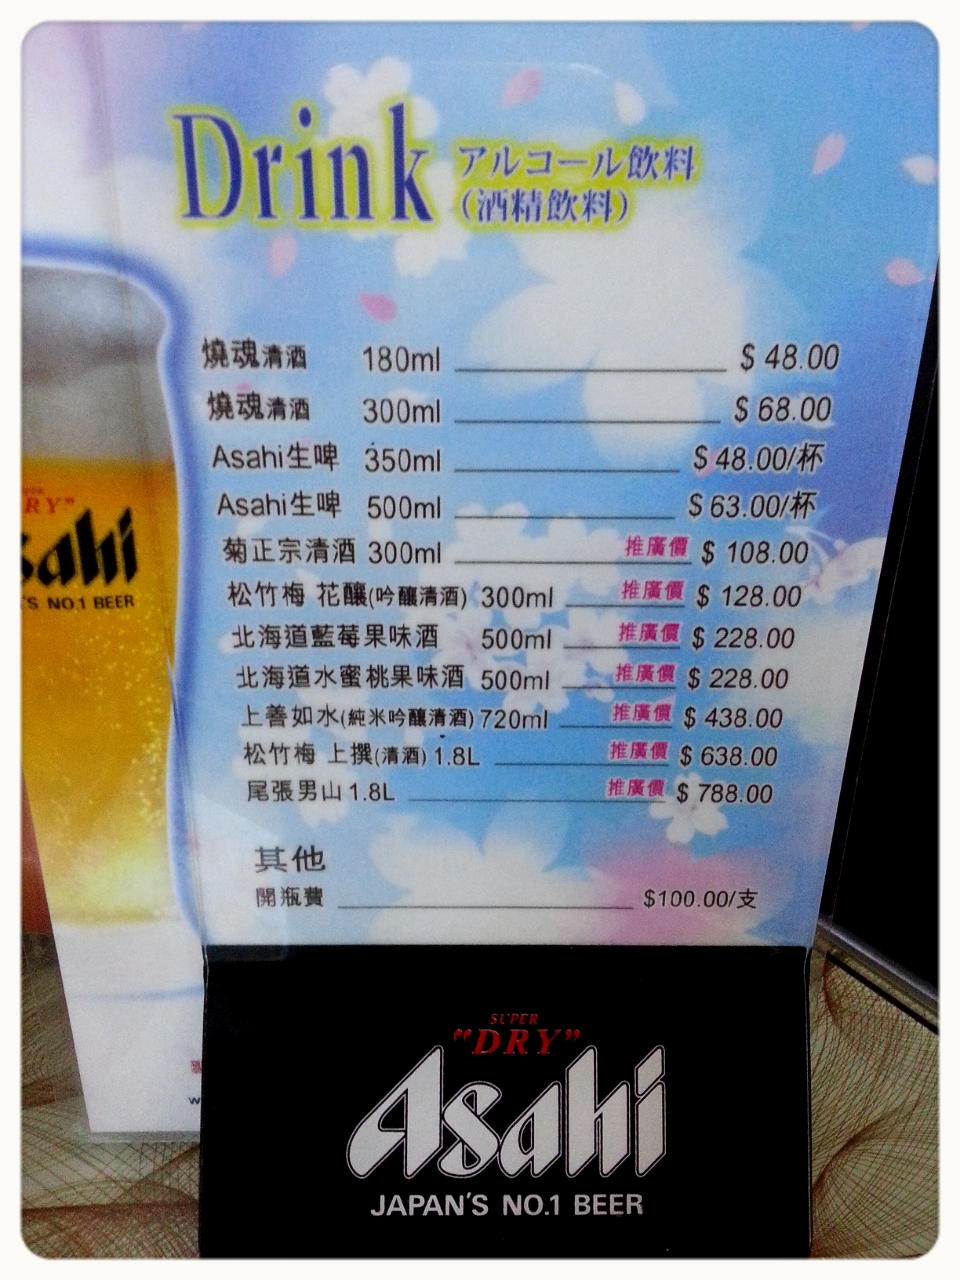 Drink アルコール飲料
(酒精飲料)
燒魂清酒 180ml $ 48.00
燒魂清酒 300ml $ 68.00
Asahi生啤 350ml $ 48.00/杯
Asahi生啤 500ml $ 63.00/杯
菊正宗清酒 300ml 推廣價 $ 108.00
松竹梅 花釀(吟釀清酒) 300ml 推廣價 $ 128.00
北海道藍莓果味酒 500ml 推廣價 $ 228.00
北海道水蜜桃果味酒 500ml 推廣價 $ 228.00
上善如水(純米吟釀清酒) 720ml 推廣價 $ 438.00
松竹梅 上撰(清酒) 1.8L 推廣價 $ 638.00
尾張男山 1.8L 推廣價 $ 788.00
其他
開瓶費 $100.00/支
RY"
sahi
'S NO.1 BEER
SUPER
"DRY"
Asahi
JAPAN'S NO.1 BEER